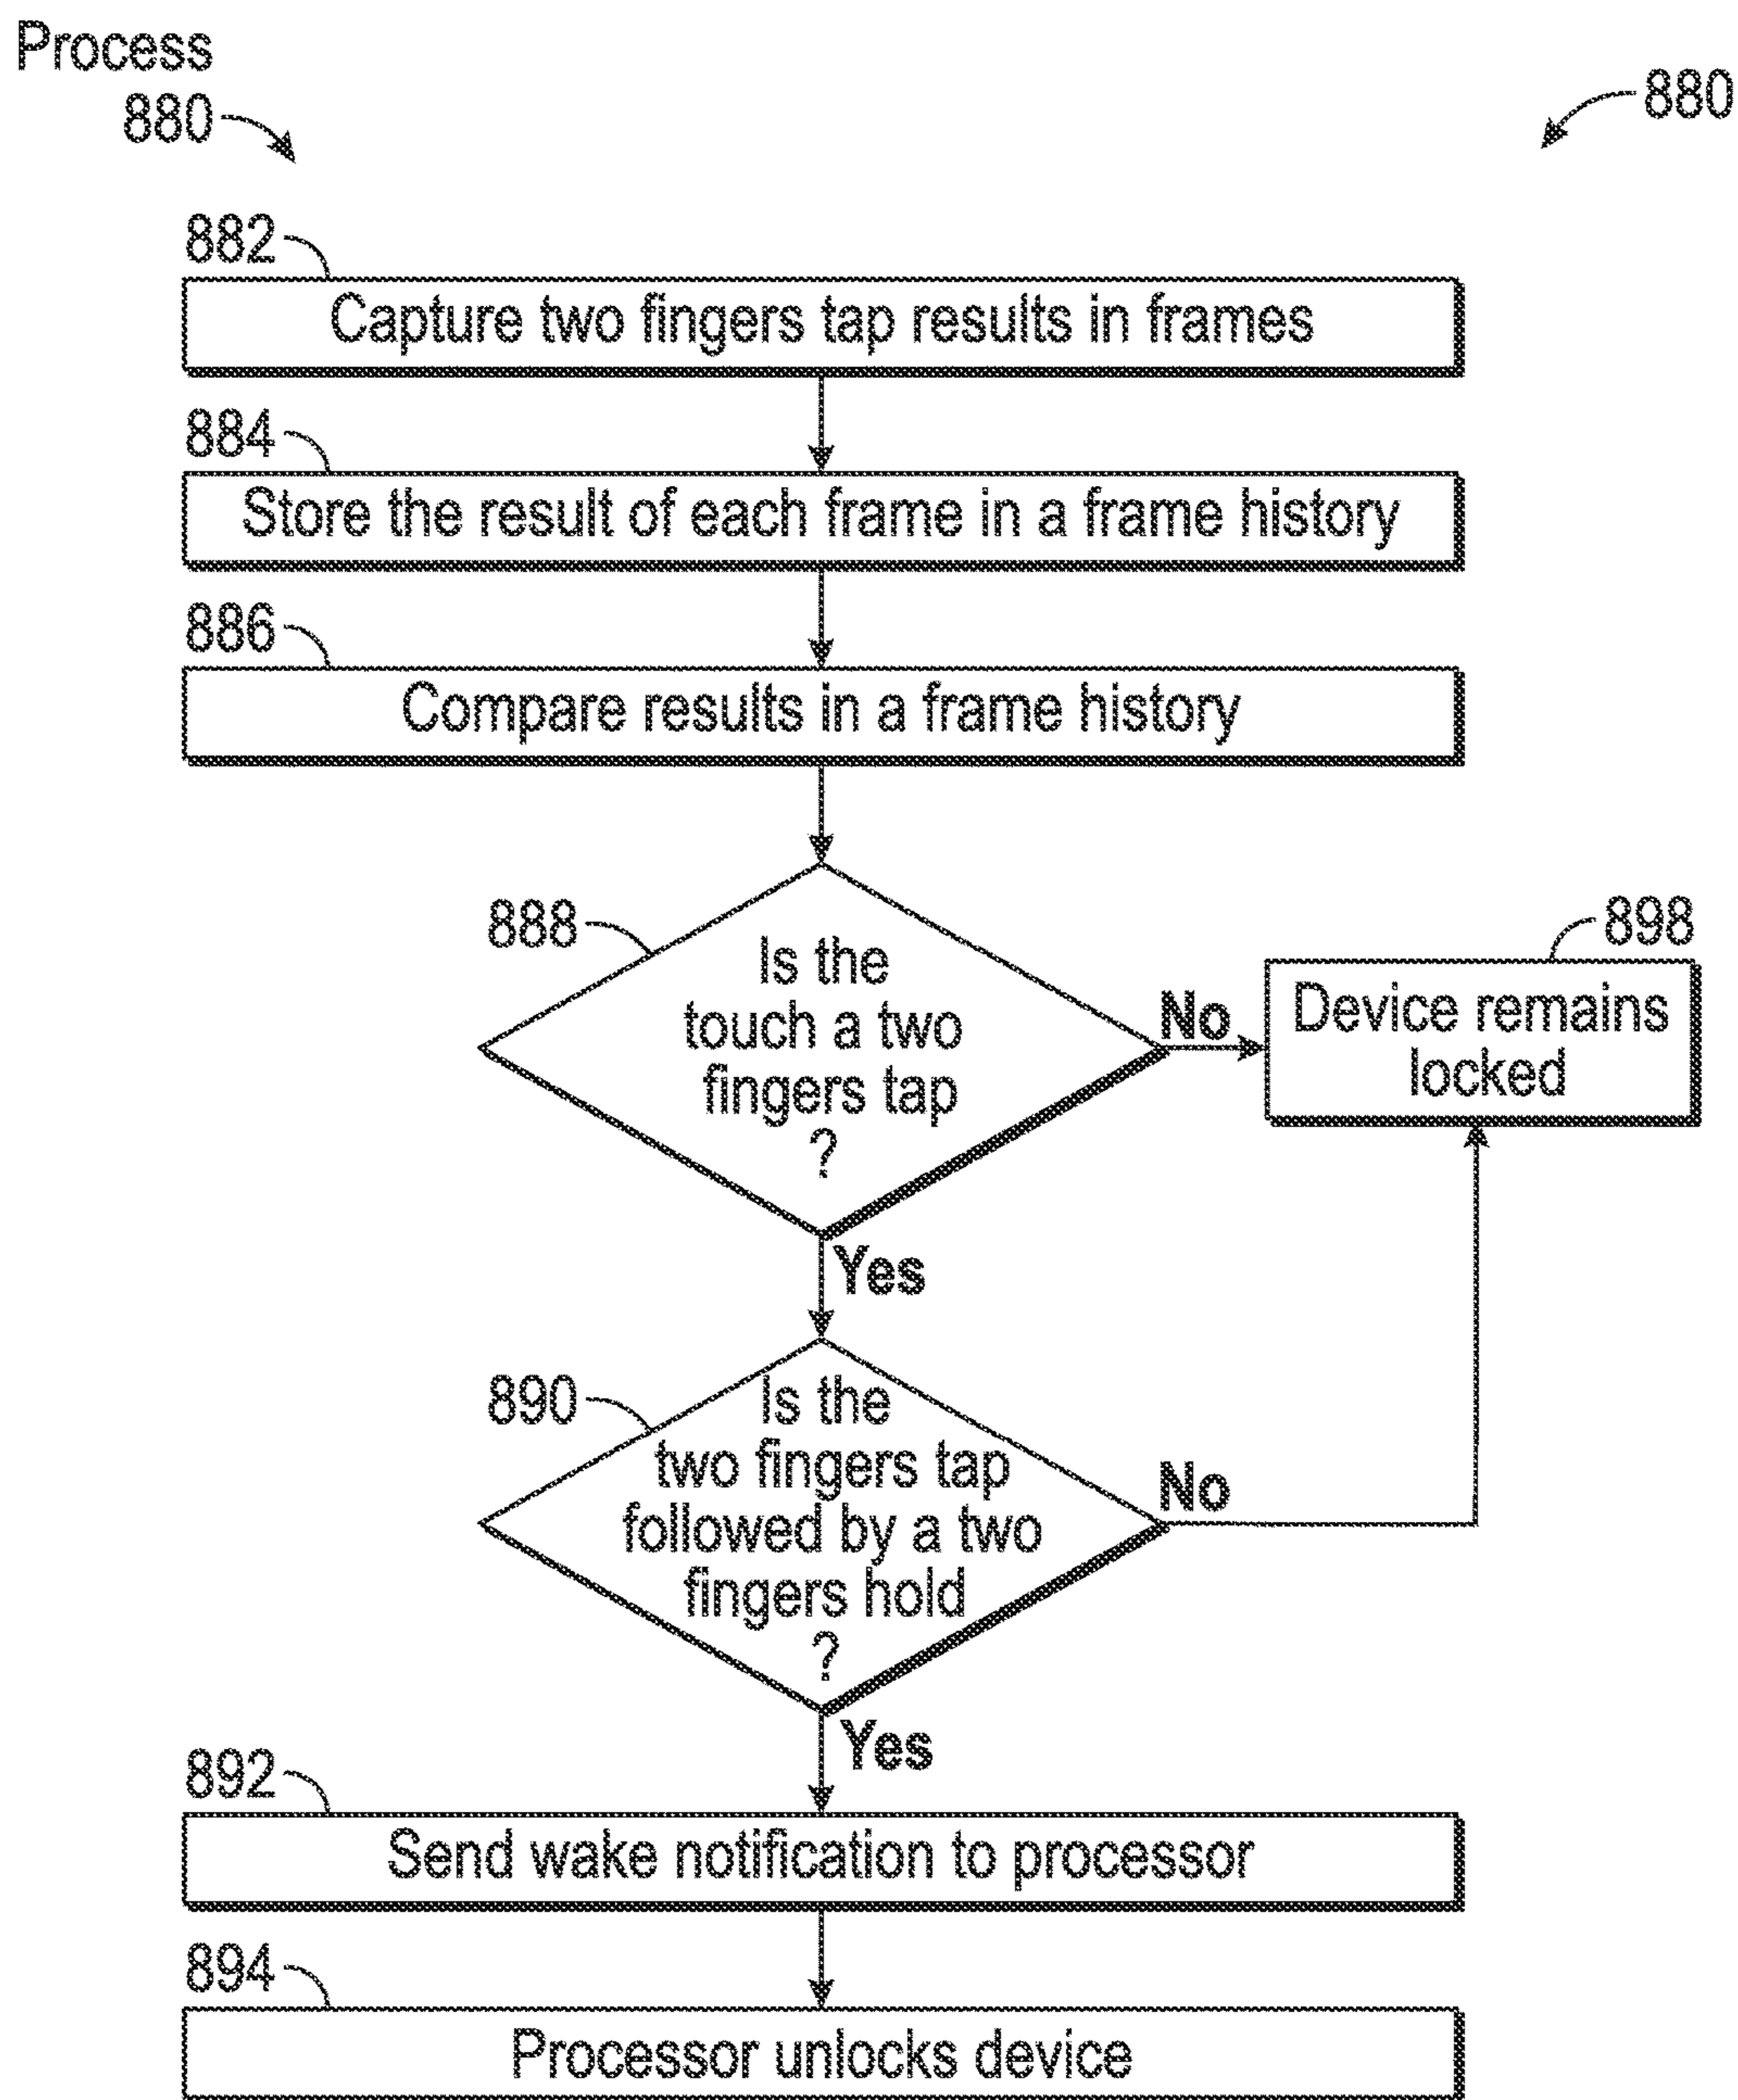 Process
880
880
882
Capture two fingers tap results in frames
884
Store the result of each frame in a frame history
886
Compare results in a frame history
888
Is the
touch a two
fingers tap
?
No
898
Device remains
locked
Yes
890
Is the
two fingers tap
followed by a two
fingers hold
?
No
Yes
892
Send wake notification to processor
894
Processor unlocks device